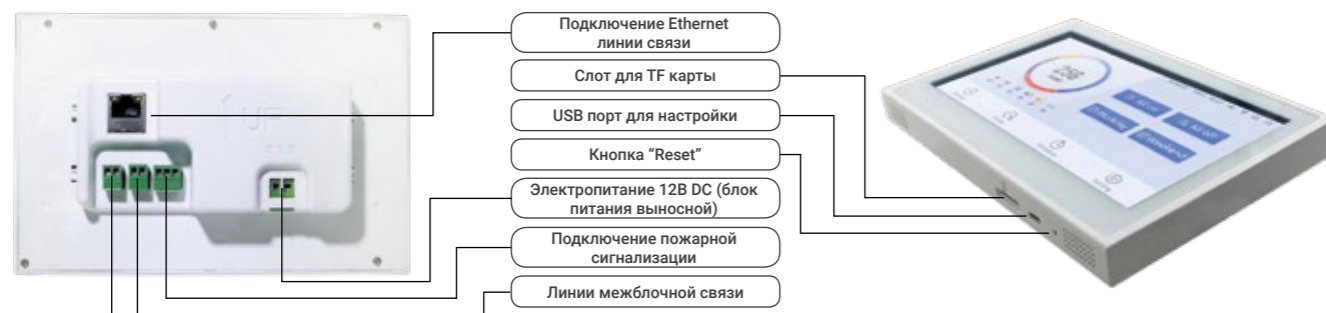 Подключение Ethernet
линии связи
Слот для TF карты
USB порт для настройки
Кнопка “Reset”
Электропитание 12В DC (блок
питания выносной)
Подключение пожарной
сигнализации
Линии межблочной связи